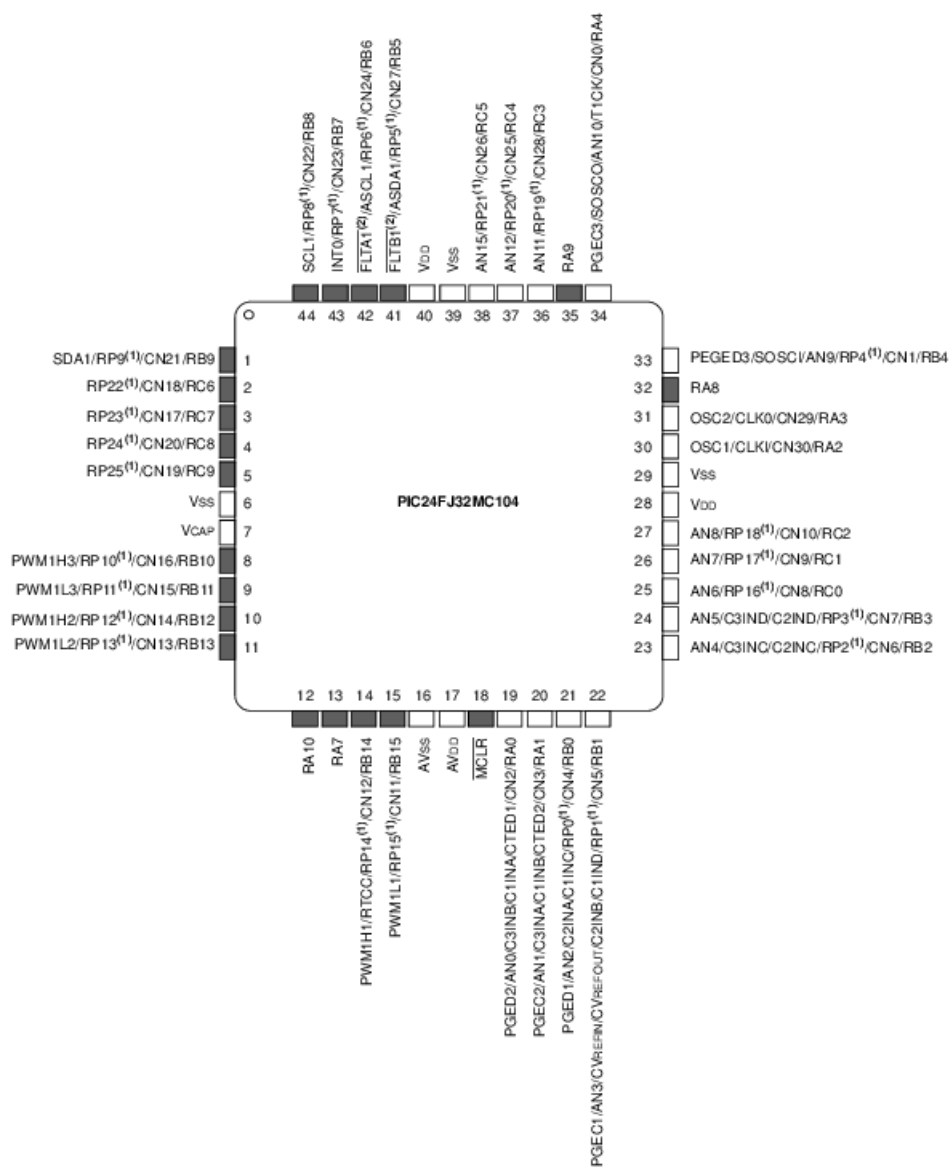 SCL1/RP8(1)/CN22/RB8
INT0/RP7(1)/CN23/RB7
FLTA1(2)/ASCL1/RP6(1)/CN24/RB6
FLTB1(2)/ASDA1/RP5(1)/CN27/RB5
VDD
VSS
AN15/RP21(1)/CN26/RC5
AN12/RP20(1)/CN25/RC4
AN11/RP19(1)/CN28/RC3
RA9
PGEC3/SOSCO/AN10/T1CK/CN0/RA4
44
43
42
41
40
39
38
37
36
35
34
SDA1/RP9(1)/CN21/RB9 1
RP22(1)/CN18/RC6 2
RP23(1)/CN17/RC7 3
RP24(1)/CN20/RC8 4
RP25(1)/CN19/RC9 5
VSS 6
VCAP 7
PWM1H3/RP10(1)/CN16/RB10 8
PWM1L3/RP11(1)/CN15/RB11 9
PWM1H2/RP12(1)/CN14/RB12 10
PWM1L2/RP13(1)/CN13/RB13 11
PIC24FJ32MC104
33 PEGED3/SOSCI/AN9/RP4(1)/CN1/RB4
32 RA8
31 OSC2/CLK0/CN29/RA3
30 OSC1/CLKI/CN30/RA2
29 VSS
28 VDD
27 AN8/RP18(1)/CN10/RC2
26 AN7/RP17(1)/CN9/RC1
25 AN6/RP16(1)/CN8/RC0
24 AN5/C3IND/C2IND/RP3(1)/CN7/RB3
23 AN4/C3INC/C2INC/RP2(1)/CN6/RB2
12
13
14
15
16
17
18
19
20
21
22
RA10
RA7
PWM1H1/RTCC/RP14(1)/CN12/RB14
PWM1L1/RP15(1)/CN11/RB15
AVSS
AVDD
MCLR
PGED2/AN0/C3INB/C1INA/CTED1/CN2/RA0
PGEC2/AN1/C3INA/C1INB/CTED2/CN3/RA1
PGED1/AN2/C2INA/C1INC/RP0(1)/CN4/RB0
PGEC1/AN3/CVREFIN/CVREFOUT/C2INB/C1IND/RP1(1)/CN5/RB1